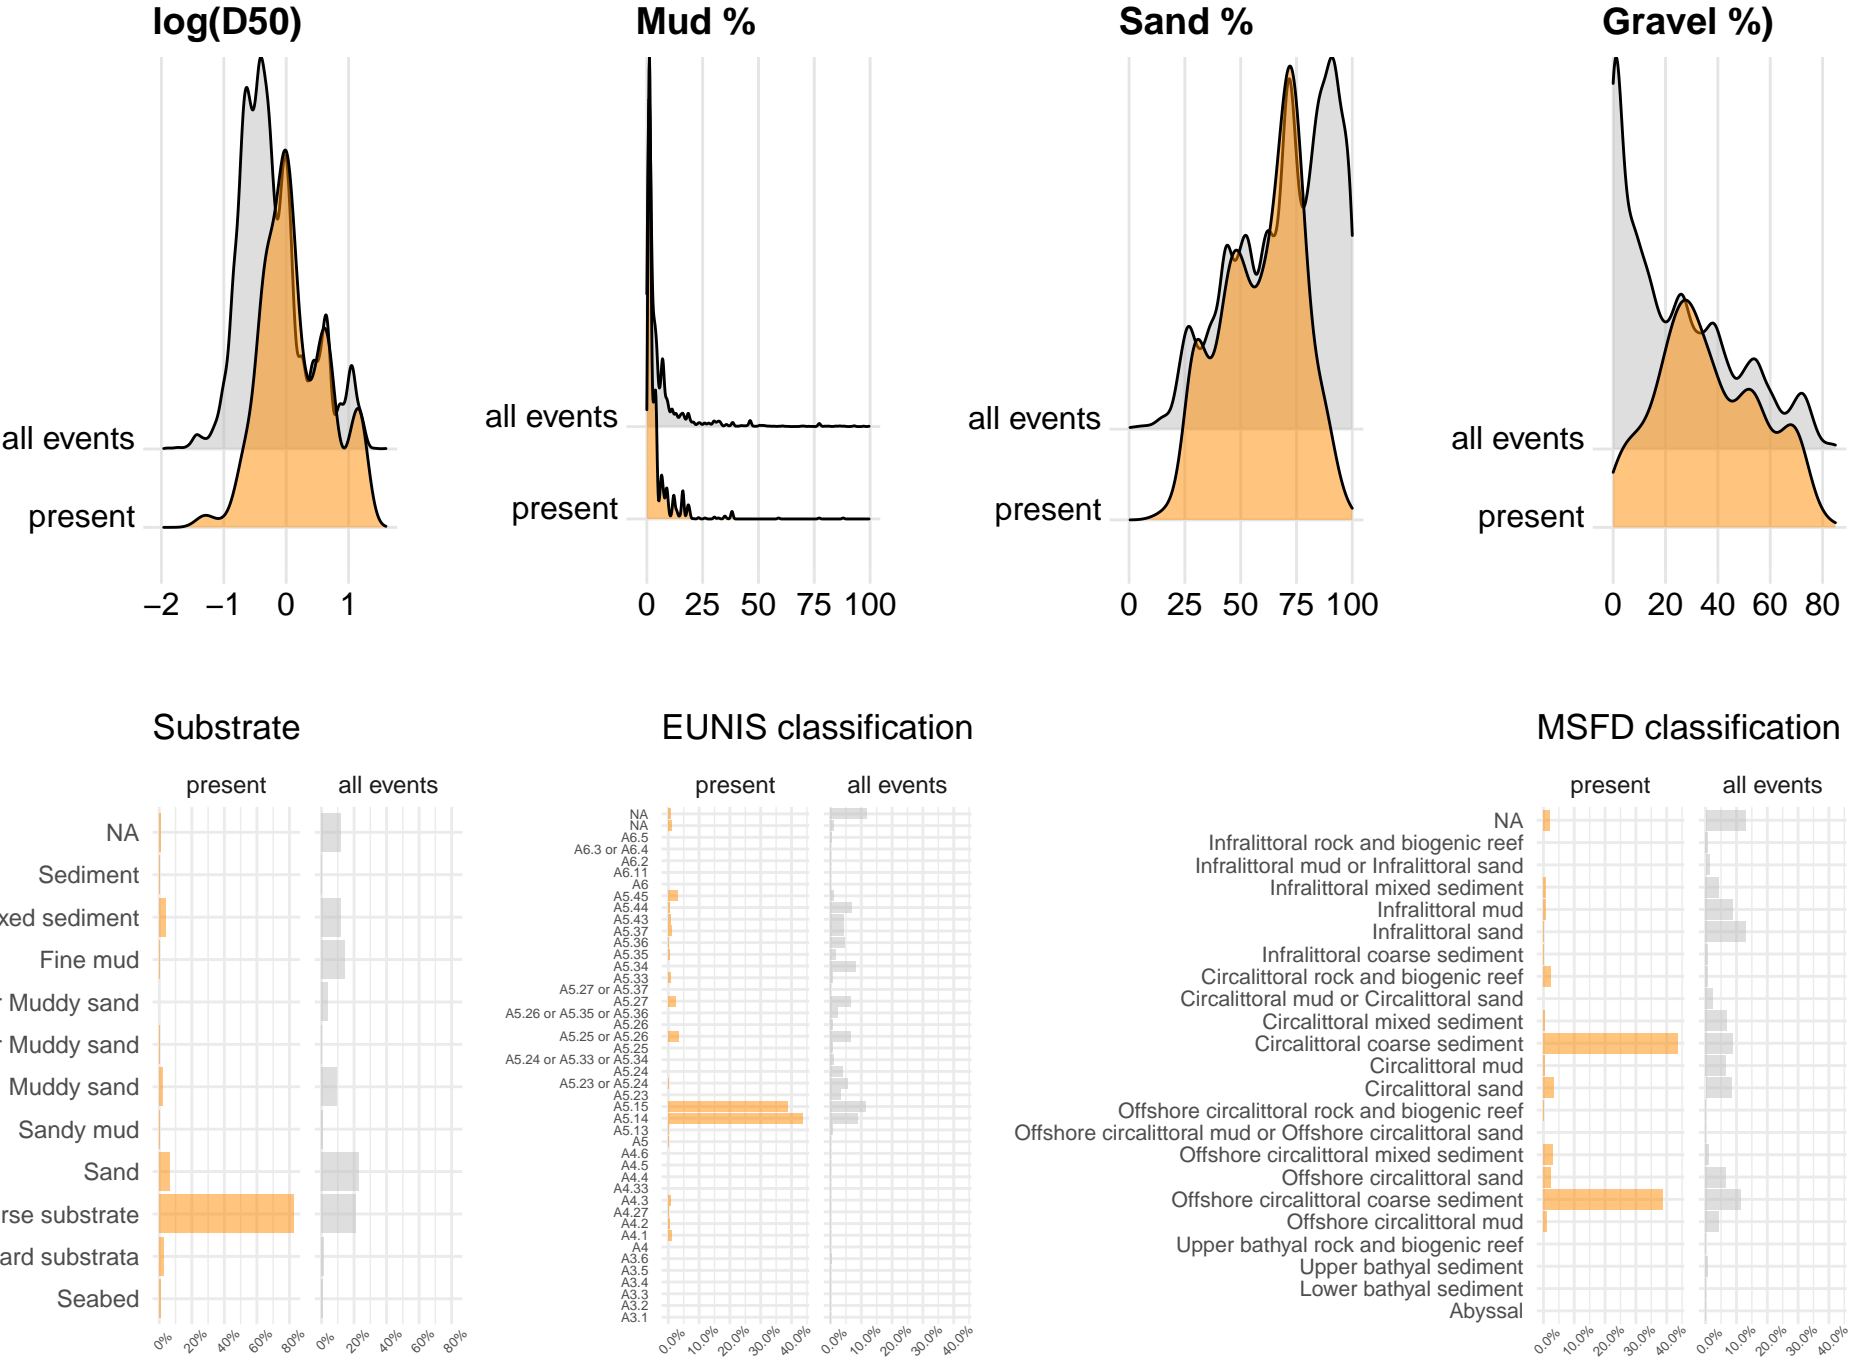 log(D50)
Mud %
Sand %
Gravel %)
all events
present
−2 −1 0 1
all events
present
0 25 50 75 100
all events
present
0 25 50 75 100
all events
present
0 20 40 60 80
Substrate
present all events
NA
Sediment
xed sediment
Fine mud
r Muddy sand
r Muddy sand
Muddy sand
Sandy mud
Sand
rse substrate
ard substrata
Seabed
0% 20% 40% 60% 80% 0% 20% 40% 60% 80%
EUNIS classification
present all events
NA
NA
A6.5
A6.3 or A6.4
A6.2
A6.11
A6
A5.45
A5.44
A5.43
A5.37
A5.36
A5.35
A5.34
A5.33
A5.27 or A5.37
A5.27
A5.26 or A5.35 or A5.36
A5.26
A5.25 or A5.26
A5.25
A5.24 or A5.33 or A5.34
A5.24
A5.23 or A5.24
A5.23
A5.15
A5.14
A5.13
A5
A4.6
A4.5
A4.4
A4.33
A4.3
A4.27
A4.2
A4.1
A4
A3.6
A3.5
A3.4
A3.3
A3.2
A3.1
0.0% 10.0% 20.0% 30.0% 40.0% 0.0% 10.0% 20.0% 30.0% 40.0%
MSFD classification
present all events
NA
Infralittoral rock and biogenic reef
Infralittoral mud or Infralittoral sand
Infralittoral mixed sediment
Infralittoral mud
Infralittoral sand
Infralittoral coarse sediment
Circalittoral rock and biogenic reef
Circalittoral mud or Circalittoral sand
Circalittoral mixed sediment
Circalittoral coarse sediment
Circalittoral mud
Circalittoral sand
Offshore circalittoral rock and biogenic reef
Offshore circalittoral mud or Offshore circalittoral sand
Offshore circalittoral mixed sediment
Offshore circalittoral sand
Offshore circalittoral coarse sediment
Offshore circalittoral mud
Upper bathyal rock and biogenic reef
Upper bathyal sediment
Lower bathyal sediment
Abyssal
0.0% 10.0% 20.0% 30.0% 40.0% 0.0% 10.0% 20.0% 30.0% 40.0%